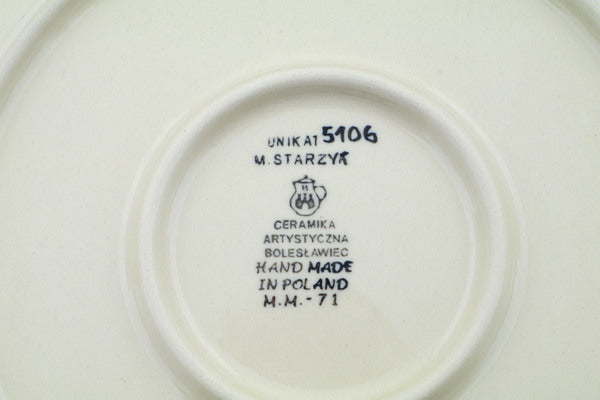 UNIKAT 5106
M. STARZYK
B
CERAMIKA
ARTYSTYCZNA
BOLESŁAWIEC
HAND MADE
IN POLAND
M.M.-71